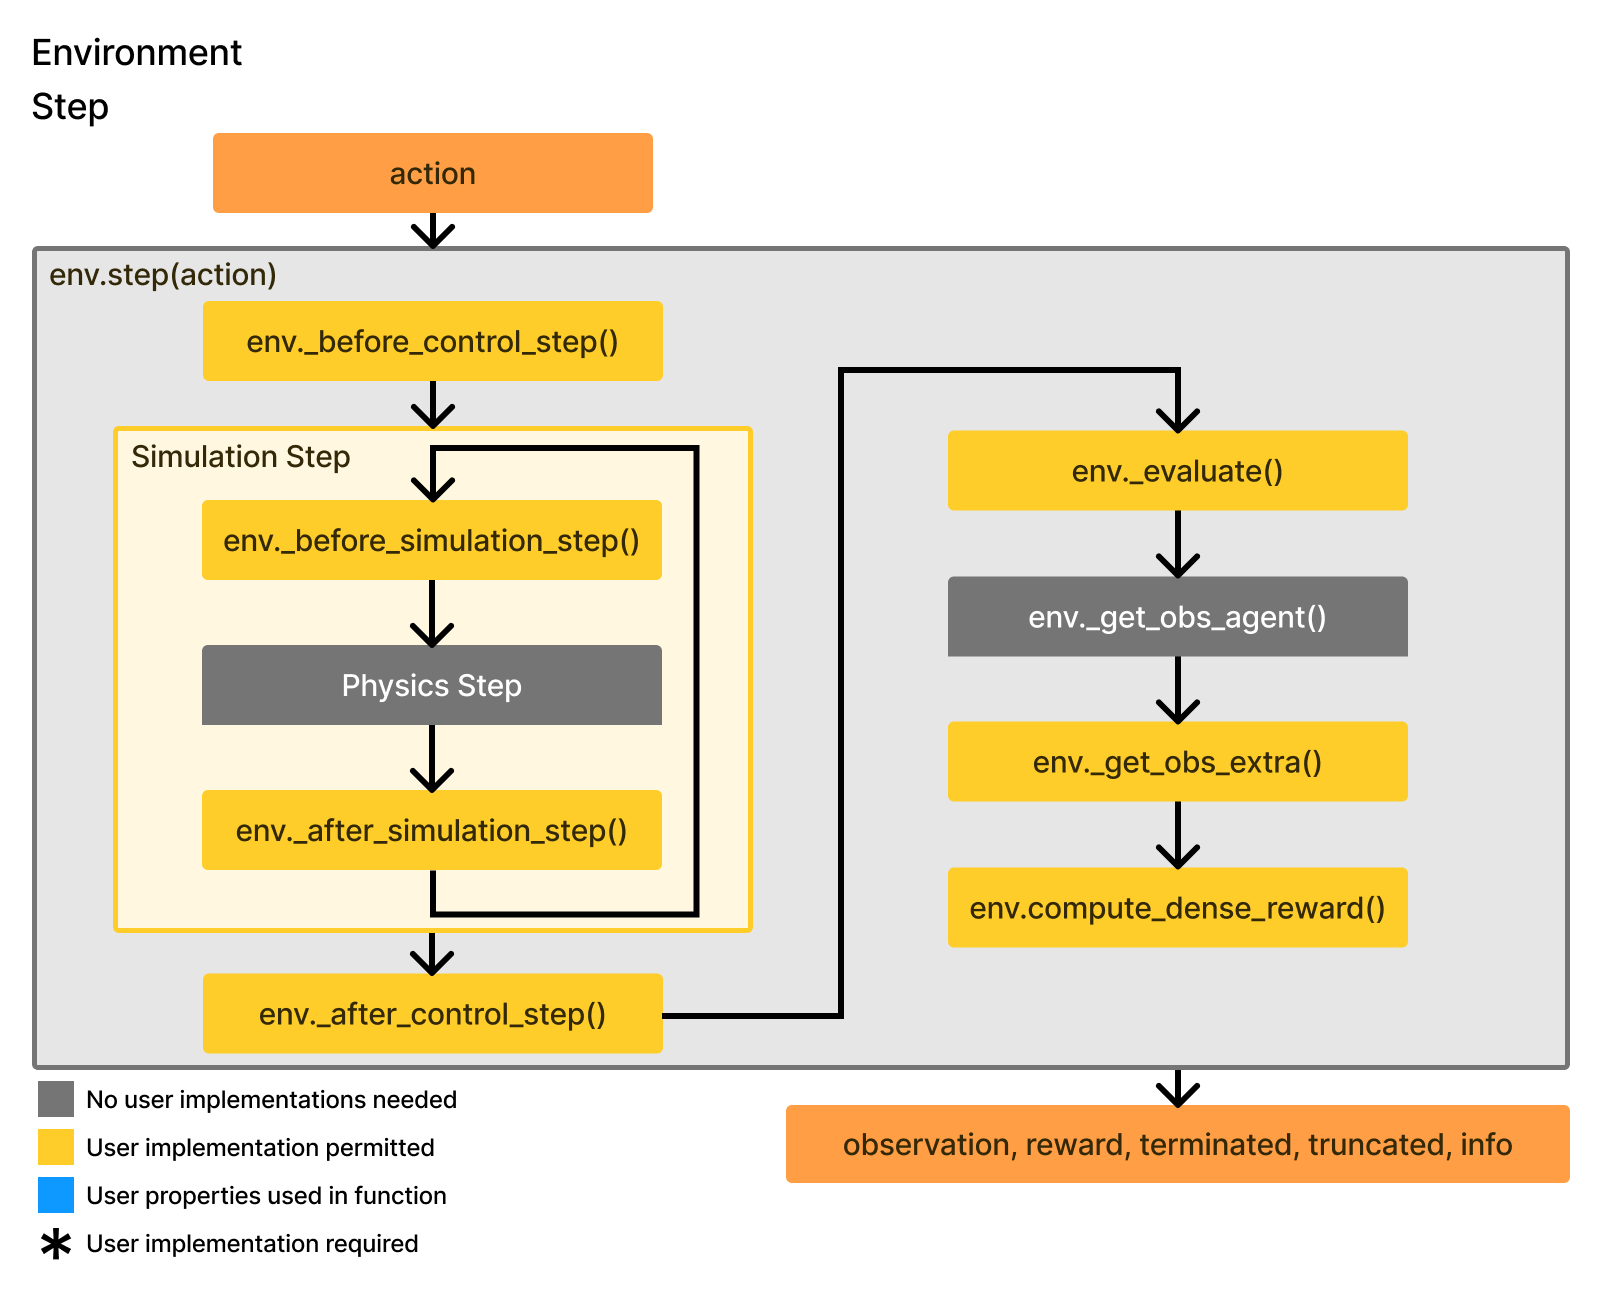 Environment
Step
action
env.step(action)
env._before_control_step()
Simulation Step
env._before_simulation_step()
Physics Step
env._after_simulation_step()
env._after_control_step()
env._evaluate()
env._get_obs_agent()
env._get_obs_extra()
env.compute_dense_reward()
observation, reward, terminated, truncated, info
No user implementations needed
User implementation permitted
User properties used in function
* User implementation required